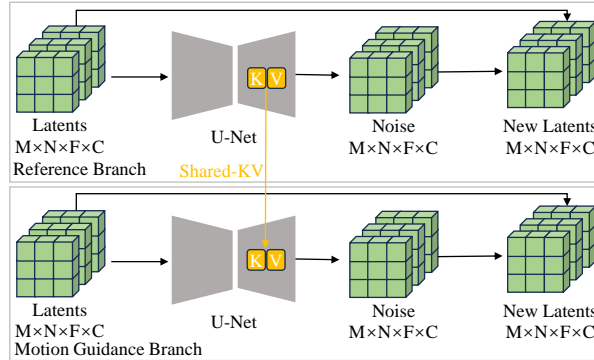 K V
Latents
M×N×F×C
U-Net
Noise
M×N×F×C
New Latents
M×N×F×C
Reference Branch
Shared-KV
K V
Latents
M×N×F×C
U-Net
Noise
M×N×F×C
New Latents
M×N×F×C
Motion Guidance Branch